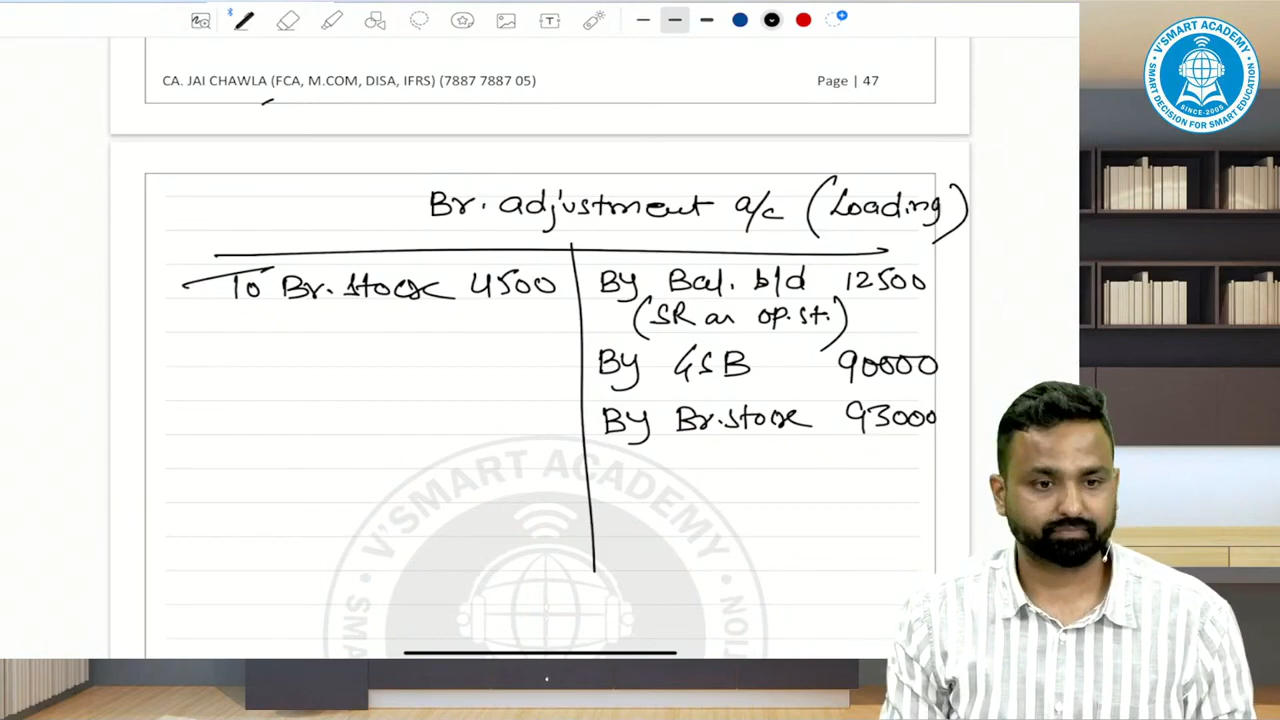 CA. JAI CHAWLA (FCA, M.COM, DISA, IFRS) (7887 7887 05) Page | 47
V'SMART ACADEMY
SINCE-2005
SMART DECISION FOR SMART EDUCATION
Br. adjustment a/c (Loading)
To Br. stock 4500
By Bal. b/d 12500
(SR on op. st.)
By GSB 90000
By Br. stock 93000
V'SMART ACADEMY